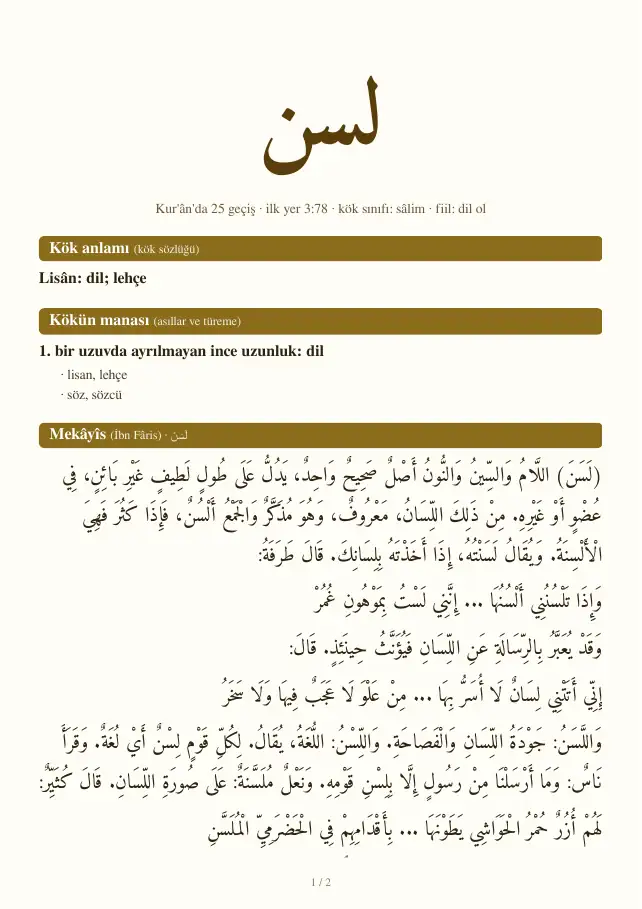 لسن
Kur'ân'da 25 geçiş · ilk yer 3:78 · kök sınıfı: sâlim · fiil: dil ol
Kök anlamı (kök sözlüğü)
Lisân: dil; lehçe
Kökün manası (asıllar ve türeme)
1. bir uzuvda ayrılmayan ince uzunluk: dil
· lisan, lehçe
· söz, sözcü
Mekâyîs (İbn Fâris) · لسن
(لَسَنَ) اللَّامُ وَالسِّينُ وَالنُّونُ أَصْلٌ صَحِيحٌ وَاحِدٌ، يَدُلُّ عَلَى طُولٍ لَطِيفٍ غَيْرِ بَائِنٍ، فِي
عُضْوٍ أَوْ غَيْرِهِ. مِنْ ذَلِكَ اللِّسَانُ، مَعْرُوفٌ، وَهُوَ مُذَكَّرٌ وَالْجَمْعُ أَلْسُنٌ، فَإِذَا كَثُرَ فَهِيَ
الْأَلْسِنَةُ. وَيُقَالُ لَسَنْتُهُ، إِذَا أَخَذْتَهُ بِلِسَانِكَ. قَالَ طَرَفَةُ:
وَإِذَا تَلْسُنُنِي أَلْسُنُهَا ... إِنَّنِي لَسْتُ بِمَوْهُونٍ غُمُرْ
وَقَدْ يُعَبَّرُ بِالرِّسَالَةِ عَنِ اللِّسَانِ فَيُؤَنَّثُ حِينَئِذٍ. قَالَ:
إِنِّي أَتَتْنِي لِسَانٌ لَا أُسَرُّ بِهَا ... مِنْ عَلْوَ لَا عَجَبٌ فِيهَا وَلَا سَخَرُ
وَاللَّسَنُ: جَوْدَةُ اللِّسَانِ وَالْفَصَاحَةِ. وَاللِّسْنُ: اللُّغَةُ، يُقَالُ. لِكُلِّ قَوْمٍ لِسْنٌ أَيْ لُغَةٌ. وَقَرَأَ
نَاسٌ: وَمَا أَرْسَلْنَا مِنْ رَسُولٍ إِلَّا بِلِسْنِ قَوْمِهِ. وَنَعْلٌ مُلَسَّنَةٌ: عَلَى صُورَةِ اللِّسَانِ. قَالَ كُثَيِّرٌ:
لَهُمْ أُزُرٌ حُمْرُ الْحَوَاشِي يَطَوْنَهَا ... بِأَقْدَامِهِمْ فِي الْحَضْرَمِيِّ الْمُلَسَّنِ
1 / 2